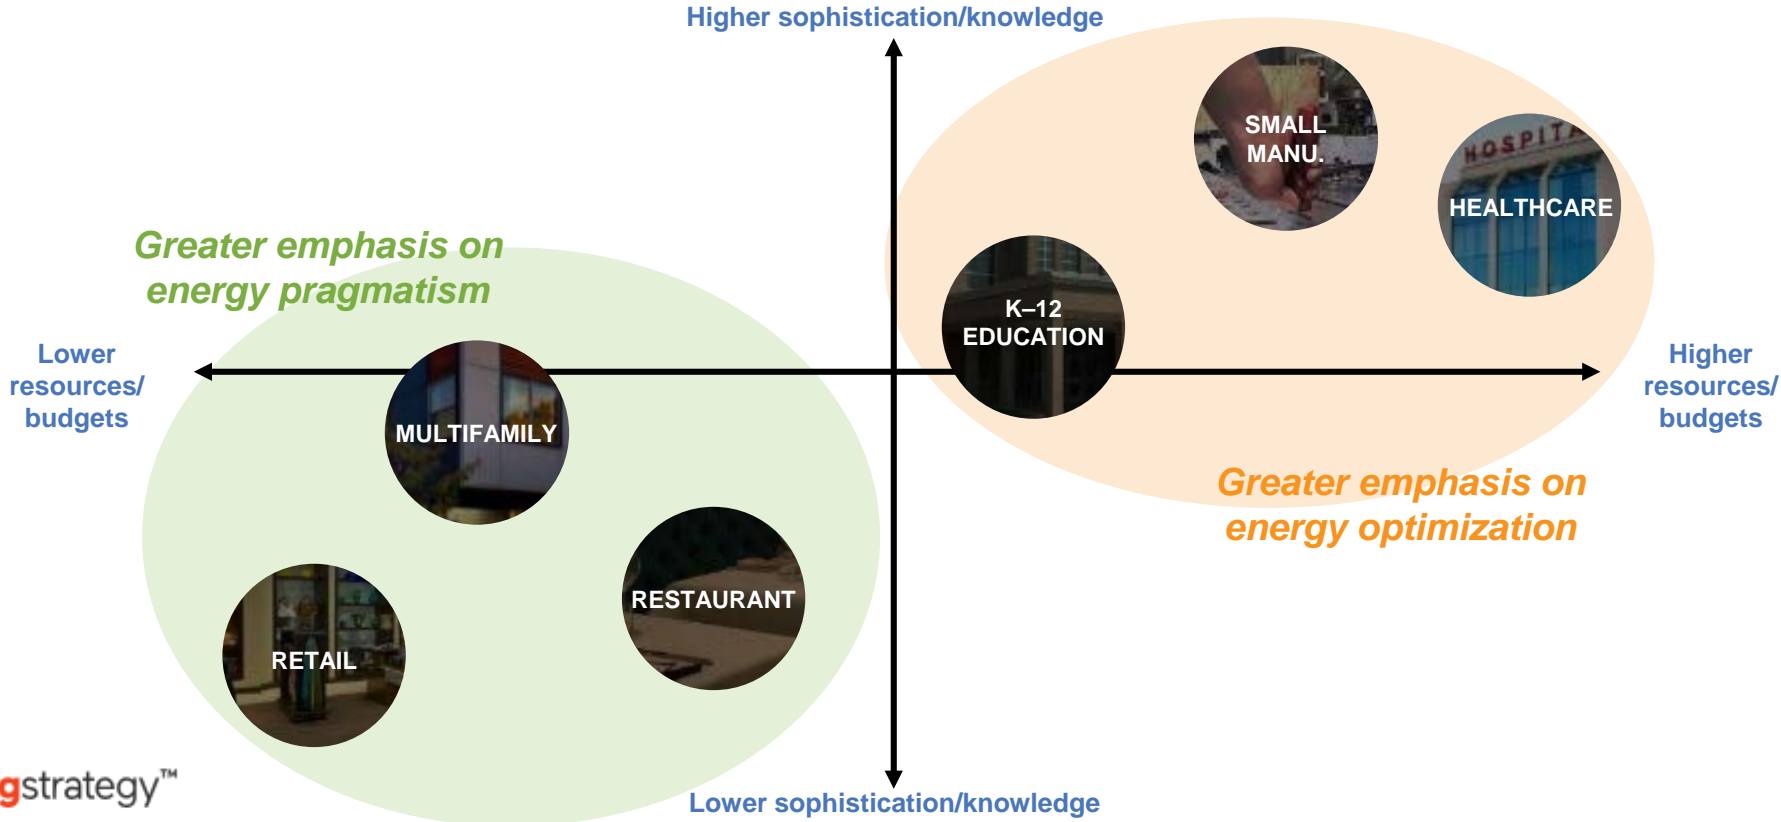 Higher sophistication/knowledge
SMALL
MANU.
HOSPITA
HEALTHCARE
Greater emphasis on
energy pragmatism
K–12
EDUCATION
Lower
resources/
budgets
Higher
resources/
budgets
MULTIFAMILY
Greater emphasis on
energy optimization
RESTAURANT
RETAIL
gstrategy™
Lower sophistication/knowledge